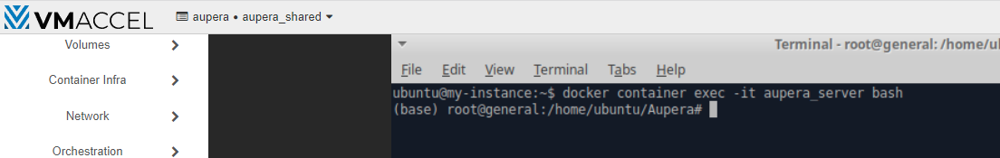 VMACCEL
aupera • aupera_shared
Volumes
Container Infra
Network
Orchestration
Terminal - root@general: /home/u
File Edit View Terminal Tabs Help
ubuntu@my-instance:~$ docker container exec -it aupera_server bash
(base) root@general:/home/ubuntu/Aupera#